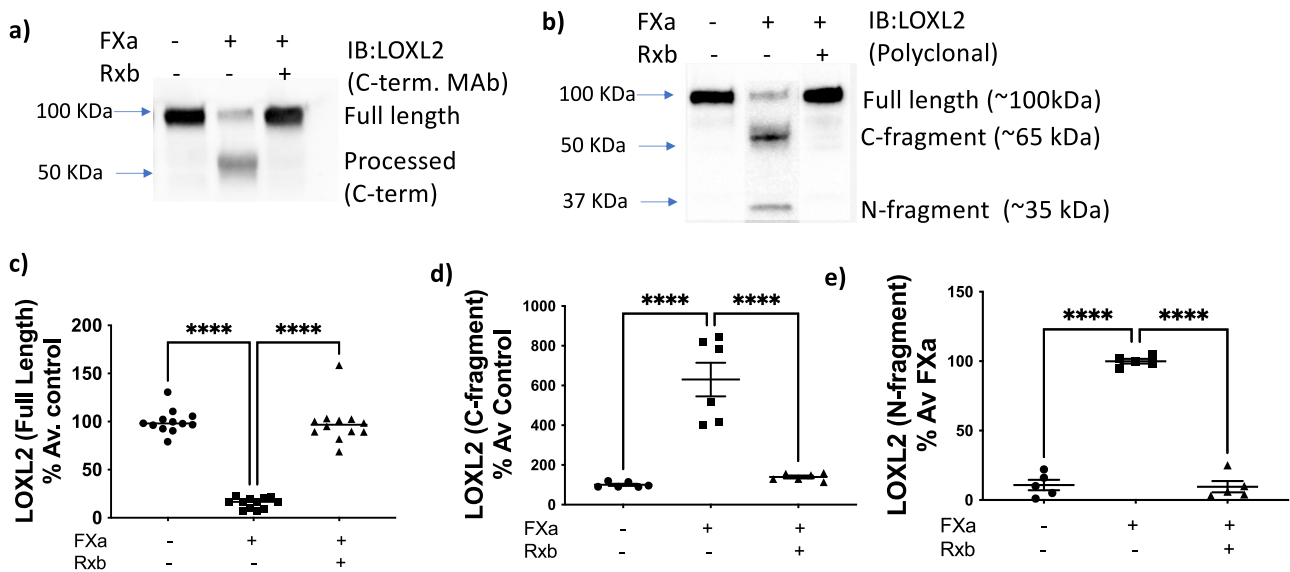 a)
FXa - + +
Rxb - - +
IB:LOXL2
(C-term. MAb)
100 KDa
Full length
50 KDa
Processed
(C-term)
b)
FXa - + +
Rxb - - +
IB:LOXL2
(Polyclonal)
100 KDa
Full length (~100kDa)
C-fragment (~65 kDa)
50 KDa
37 KDa
N-fragment (~35 kDa)
c)
LOXL2 (Full Length)
% Av. control
200
150
100
50
0
**** ****
FXa - + +
Rxb - - +
d)
LOXL2 (C-fragment)
% Av Control
1000
800
600
400
200
0
**** ****
FXa - + +
Rxb - - +
e)
LOXL2 (N-fragment)
% Av FXa
150
100
50
0
**** ****
FXa - + +
Rxb - - +